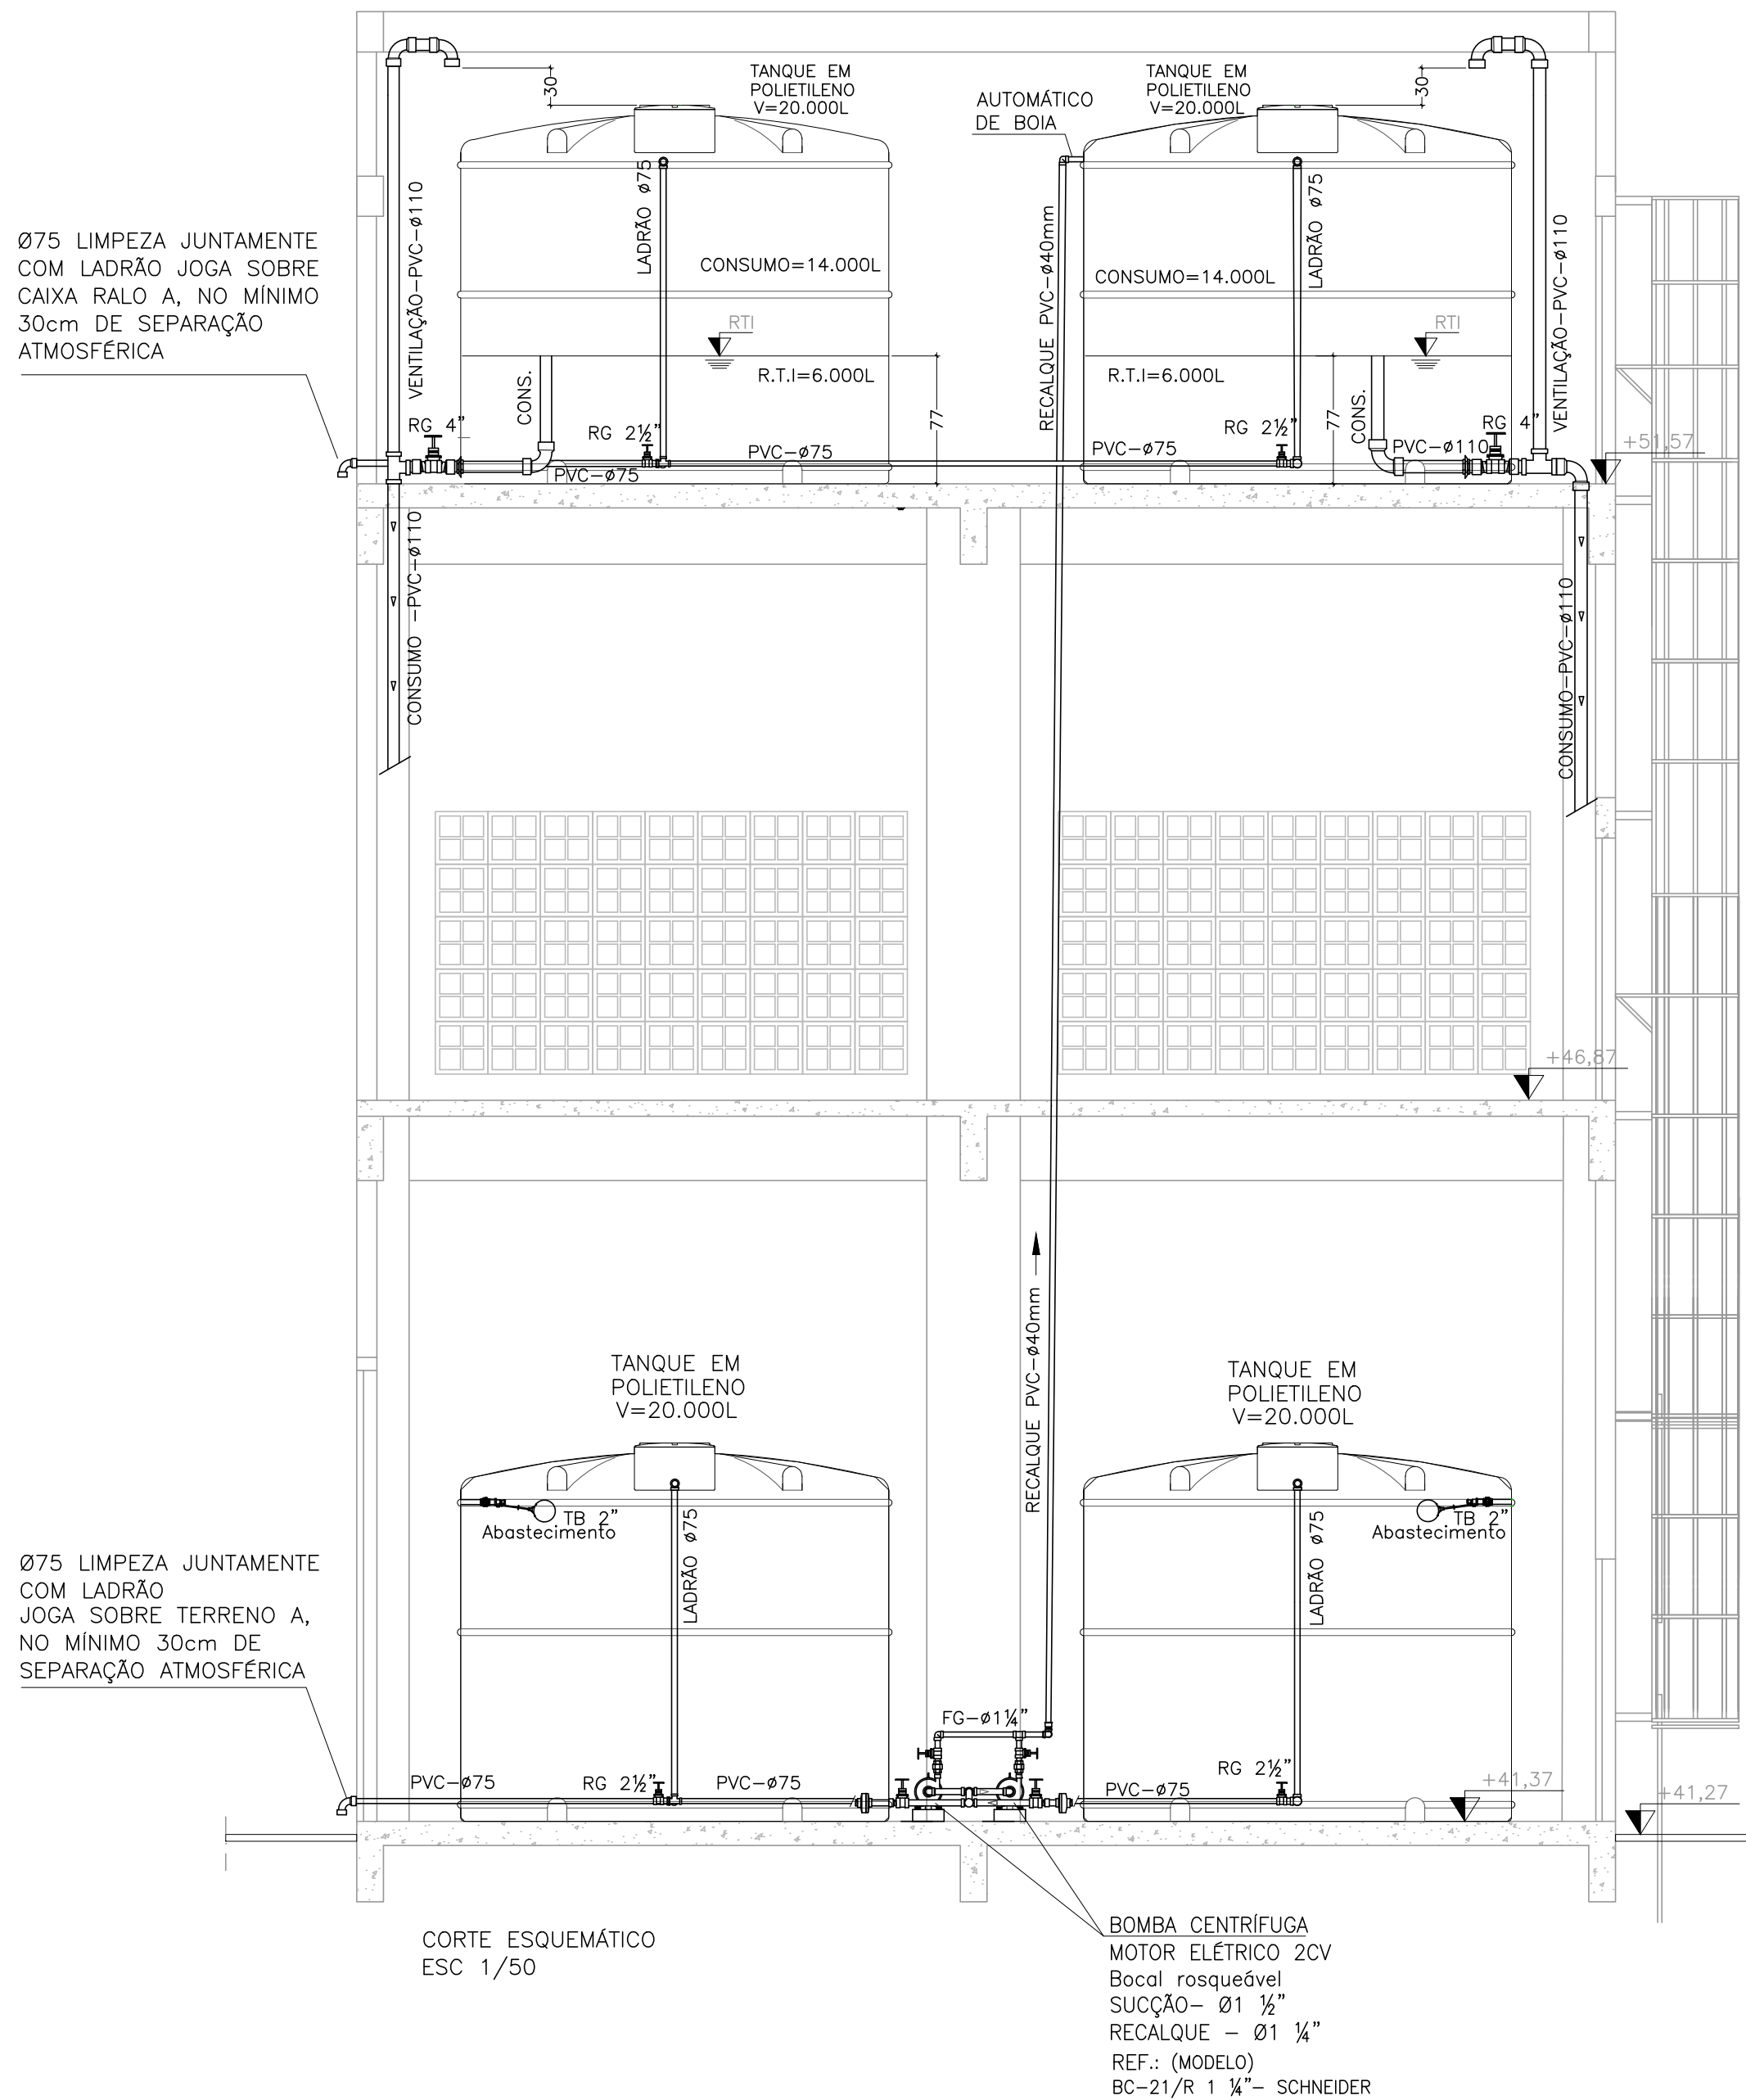 TANQUE EM
POLIETILENO
V=20.000L
TANQUE EM
POLIETILENO
V=20.000L
30
30
AUTOMÁTICO
DE BOIA
LADRÃO ø75
LADRÃO ø75
VENTILAÇÃO-PVC-ø110
VENTILAÇÃO-PVC-ø110
RECALQUE PVC-ø40mm
Ø75 LIMPEZA JUNTAMENTE
COM LADRÃO JOGA SOBRE
CAIXA RALO A, NO MÍNIMO
30cm DE SEPARAÇÃO
ATMOSFÉRICA
CONSUMO=14.000L
CONSUMO=14.000L
RTI
RTI
R.T.I=6.000L
R.T.I=6.000L
CONS.
CONS.
77
77
RG 4"
RG 2½"
RG 2½"
RG 4"
PVC-ø75
PVC-ø75
PVC-ø75
PVC-ø110
+51,57
CONSUMO -PVC-ø110
CONSUMO-PVC-ø110
+46,87
RECALQUE PVC-ø40mm
TANQUE EM
POLIETILENO
V=20.000L
TANQUE EM
POLIETILENO
V=20.000L
TB 2"
Abastecimento
TB 2"
Abastecimento
LADRÃO ø75
LADRÃO ø75
Ø75 LIMPEZA JUNTAMENTE
COM LADRÃO
JOGA SOBRE TERRENO A,
NO MÍNIMO 30cm DE
SEPARAÇÃO ATMOSFÉRICA
FG-ø1¼"
PVC-ø75
RG 2½"
PVC-ø75
PVC-ø75
RG 2½"
+41,37
+41,27
CORTE ESQUEMÁTICO
ESC 1/50
BOMBA CENTRÍFUGA
MOTOR ELÉTRICO 2CV
Bocal rosqueável
SUCÇÃO- Ø1 ½"
RECALQUE - Ø1 ¼"
REF.: (MODELO)
BC-21/R 1 ¼"- SCHNEIDER